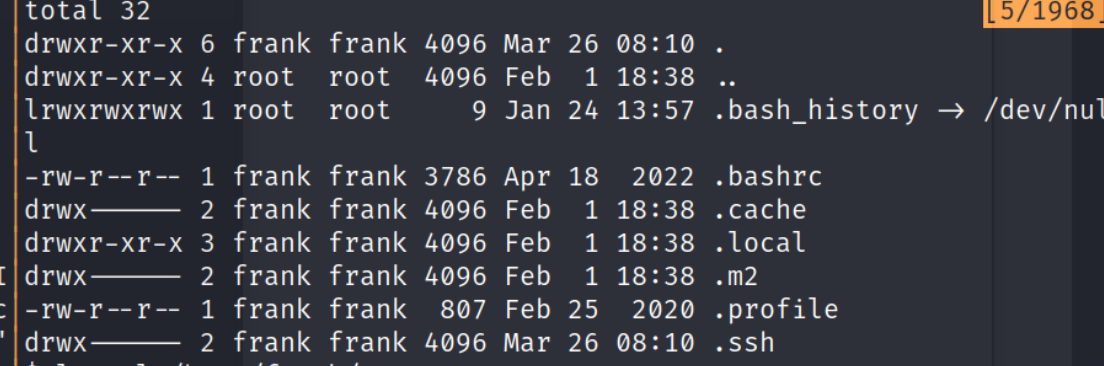 total 32
[5/1968]
drwxr-xr-x 6 frank frank 4096 Mar 26 08:10 .
drwxr-xr-x 4 root  root  4096 Feb  1 18:38 ..
lrwxrwxrwx 1 root  root     9 Jan 24 13:57 .bash_history -> /dev/nul
l
-rw-r--r-- 1 frank frank 3786 Apr 18  2022 .bashrc
drwx------ 2 frank frank 4096 Feb  1 18:38 .cache
drwxr-xr-x 3 frank frank 4096 Feb  1 18:38 .local
drwx------ 2 frank frank 4096 Feb  1 18:38 .m2
-rw-r--r-- 1 frank frank  807 Feb 25  2020 .profile
drwx------ 2 frank frank 4096 Mar 26 08:10 .ssh